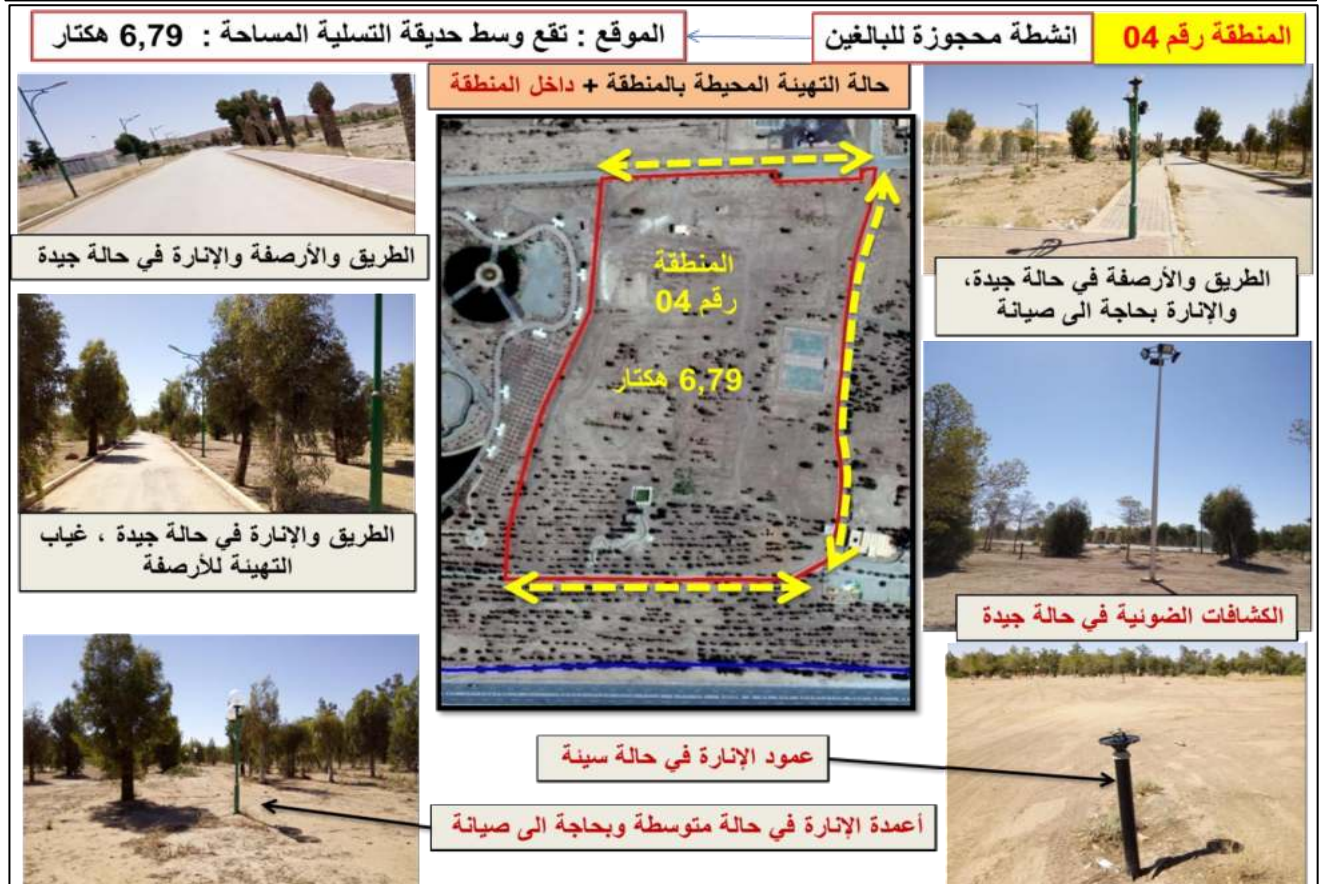 المنطقة رقم 04
انشطة محجوزة للبالغين
الموقع : تقع وسط حديقة التسلية المساحة : 6,79 هكتار
حالة التهيئة المحيطة بالمنطقة + داخل المنطقة
الطريق والأرصفة في حالة جيدة،
والإنارة بحاجة الى صيانة
المنطقة
رقم 04
6,79 هكتار
الطريق والأرصفة والإنارة في حالة جيدة
الكشافات الضوئية في حالة جيدة
الطريق والإنارة في حالة جيدة ، غياب
التهيئة للأرصفة
عمود الإنارة في حالة سيئة
أعمدة الإنارة في حالة متوسطة وبحاجة الى صيانة